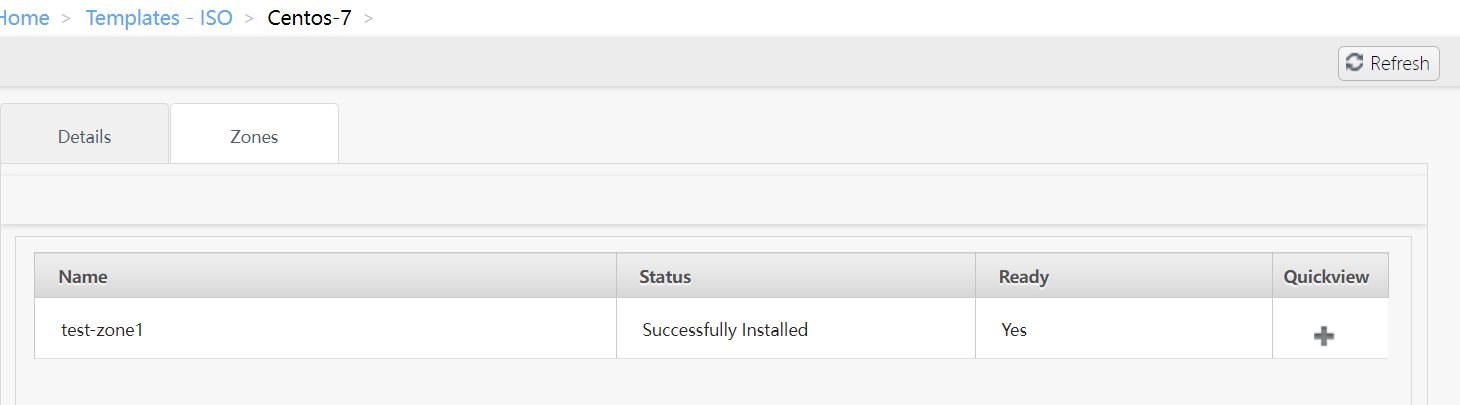 Home > Templates - ISO > Centos-7 >
Refresh
Details Zones
Name Status Ready Quickview
test-zone1 Successfully Installed Yes